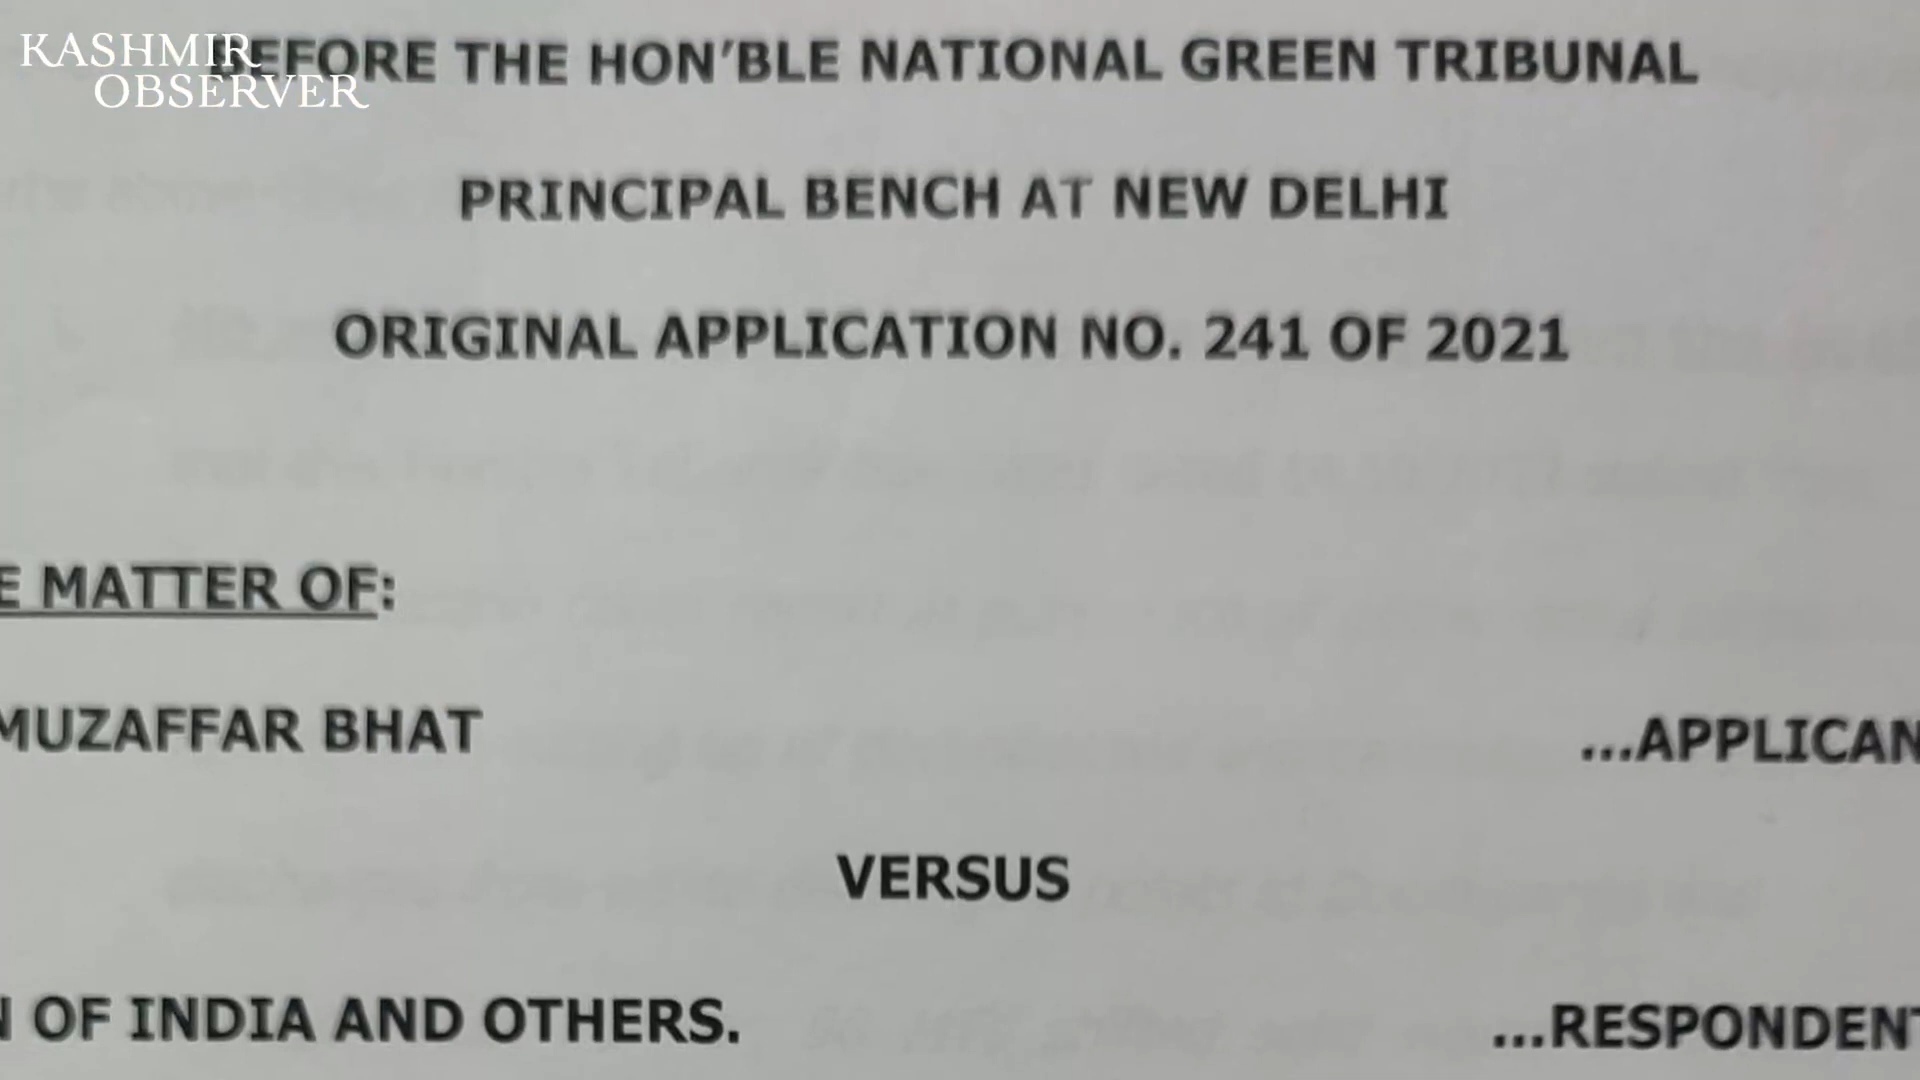 KASHMIR
OBSERVER
BEFORE THE HON'BLE NATIONAL GREEN TRIBUNAL
PRINCIPAL BENCH AT NEW DELHI
ORIGINAL APPLICATION NO. 241 OF 2021
E MATTER OF:
MUZAFFAR BHAT ...APPLICAN
VERSUS
N OF INDIA AND OTHERS. ...RESPONDENT